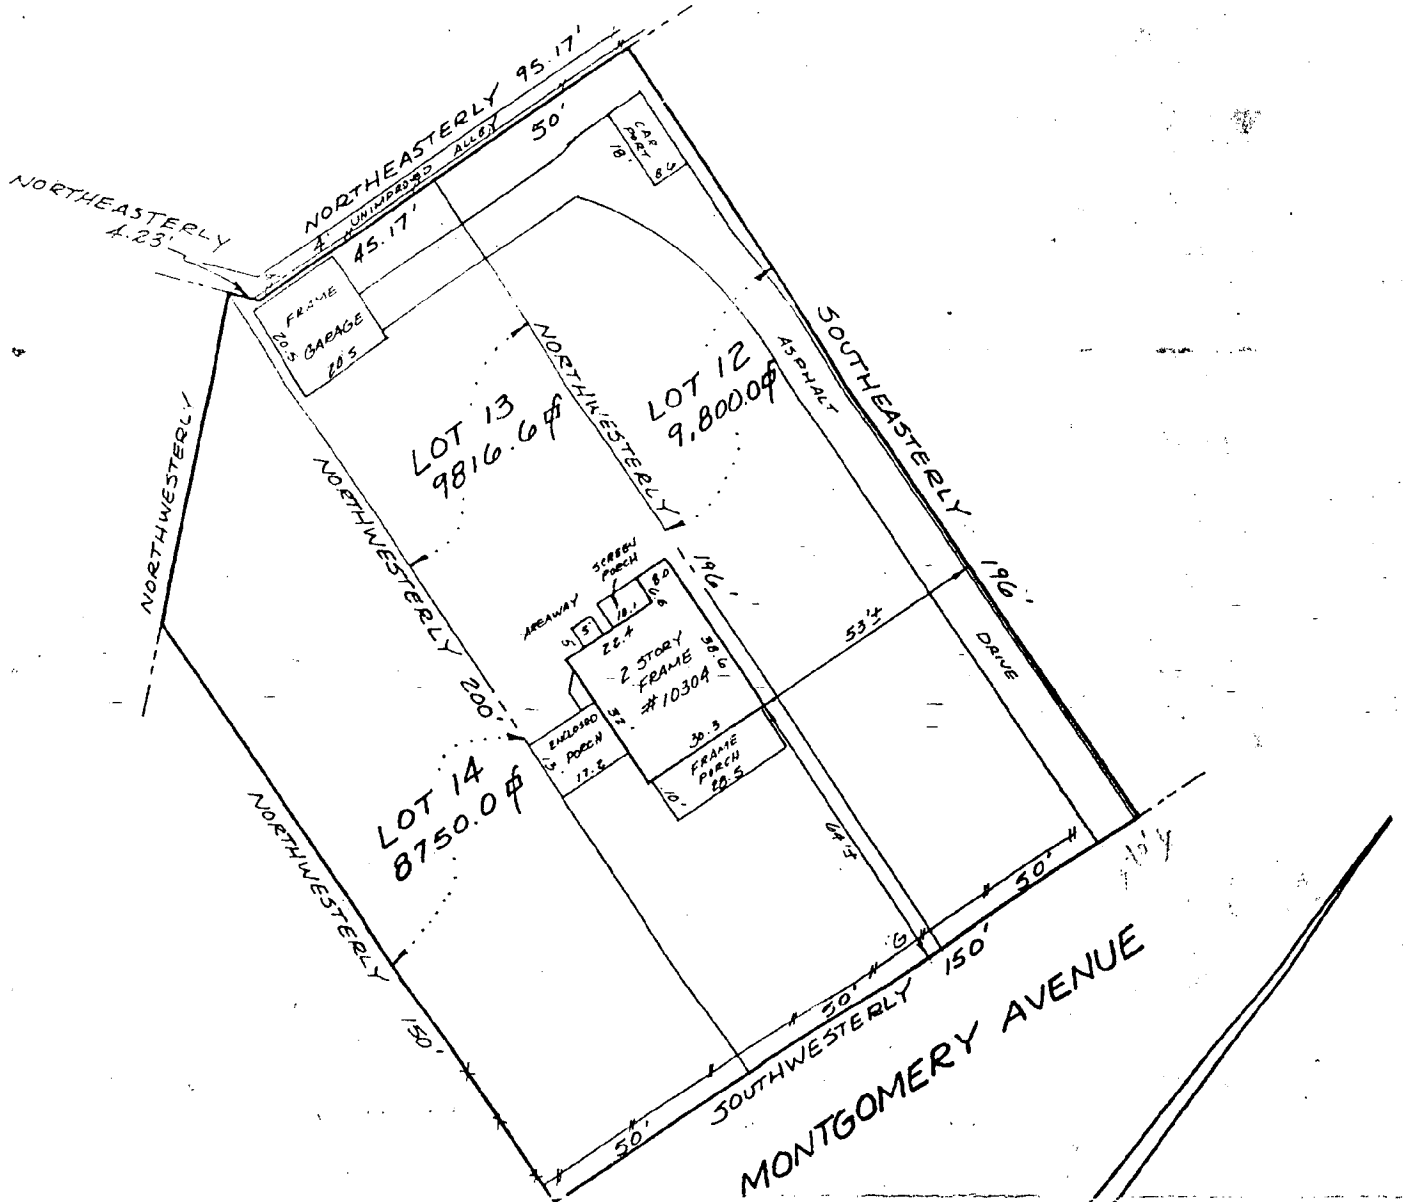 NORTHEASTERLY 95.17'
4' UNIMPROVED ALLEY
50'
45.17'
NORTHEASTERLY
4.23'
CAR
PORT
18'
8.6
FRAME
GARAGE
20.5
20.5
NORTHWESTERLY
LOT 13
9816.6 ⏍
NORTHWESTERLY
200'
NORTHWESTERLY
196'
LOT 12
9,800.0 ⏍
ASPHALT
DRIVE
SOUTHEASTERLY
196'
SCREEN
PORCH
AREAWAY
5
5
10.1
8.0
22.4
2 STORY
FRAME
#10304
38.6
32'
30.3
53'±
ENCLOSED
PORCH
17.2
FRAME
PORCH
28.5
10'
64'±
LOT 14
8750.0 ⏍
NORTHWESTERLY
150'
50'
50'
G
50'
SOUTHWESTERLY 150'
MONTGOMERY AVENUE